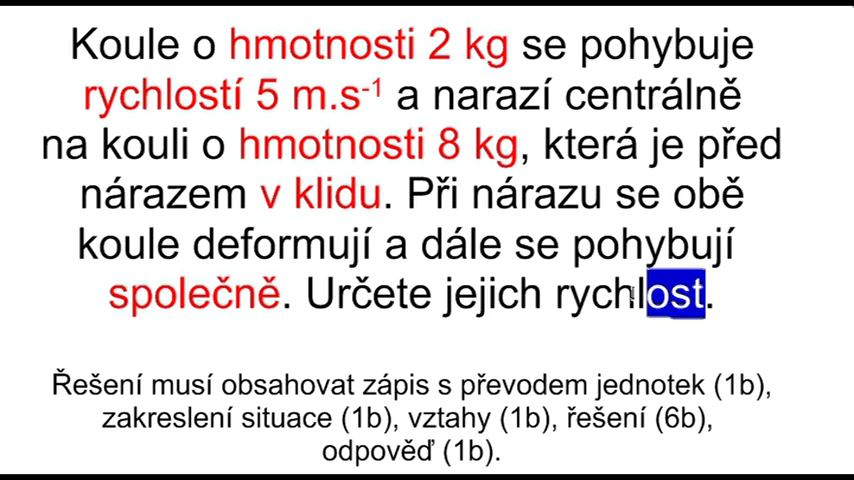 Koule o hmotnosti 2 kg se pohybuje
rychlostí 5 m.s⁻¹ a narazí centrálně
na kouli o hmotnosti 8 kg, která je před
nárazem v klidu. Při nárazu se obě
koule deformují a dále se pohybují
společně. Určete jejich rychlost.
Řešení musí obsahovat zápis s převodem jednotek (1b),
zakreslení situace (1b), vztahy (1b), řešení (6b),
odpověď (1b).